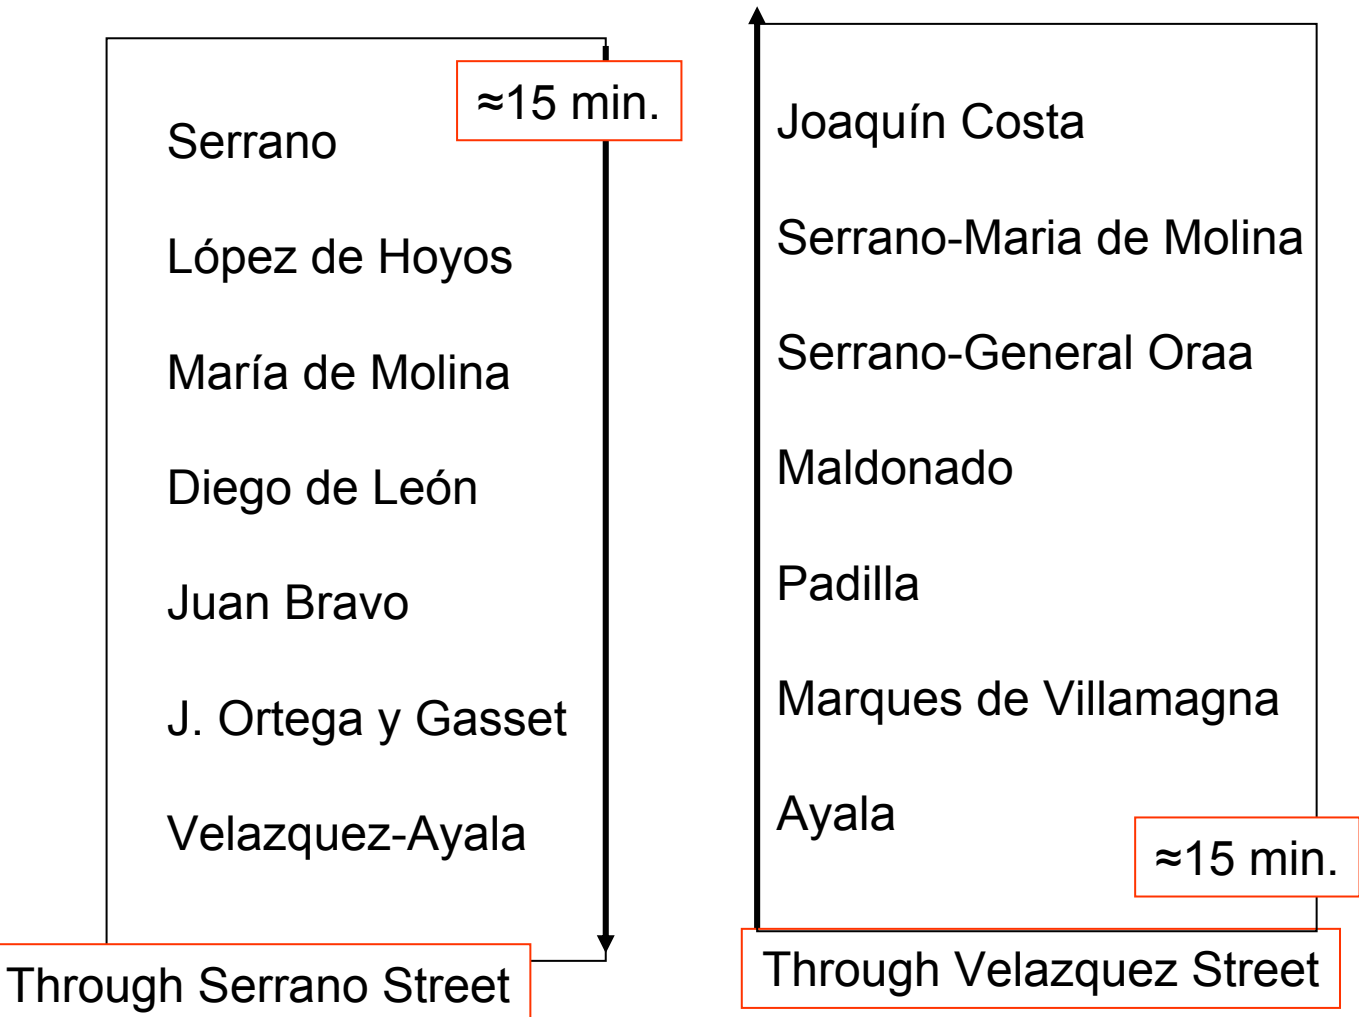 ≈15 min.
Serrano
López de Hoyos
María de Molina
Diego de León
Juan Bravo
J. Ortega y Gasset
Velazquez-Ayala
Through Serrano Street
Joaquín Costa
Serrano-Maria de Molina
Serrano-General Oraa
Maldonado
Padilla
Marques de Villamagna
Ayala
≈15 min.
Through Velazquez Street